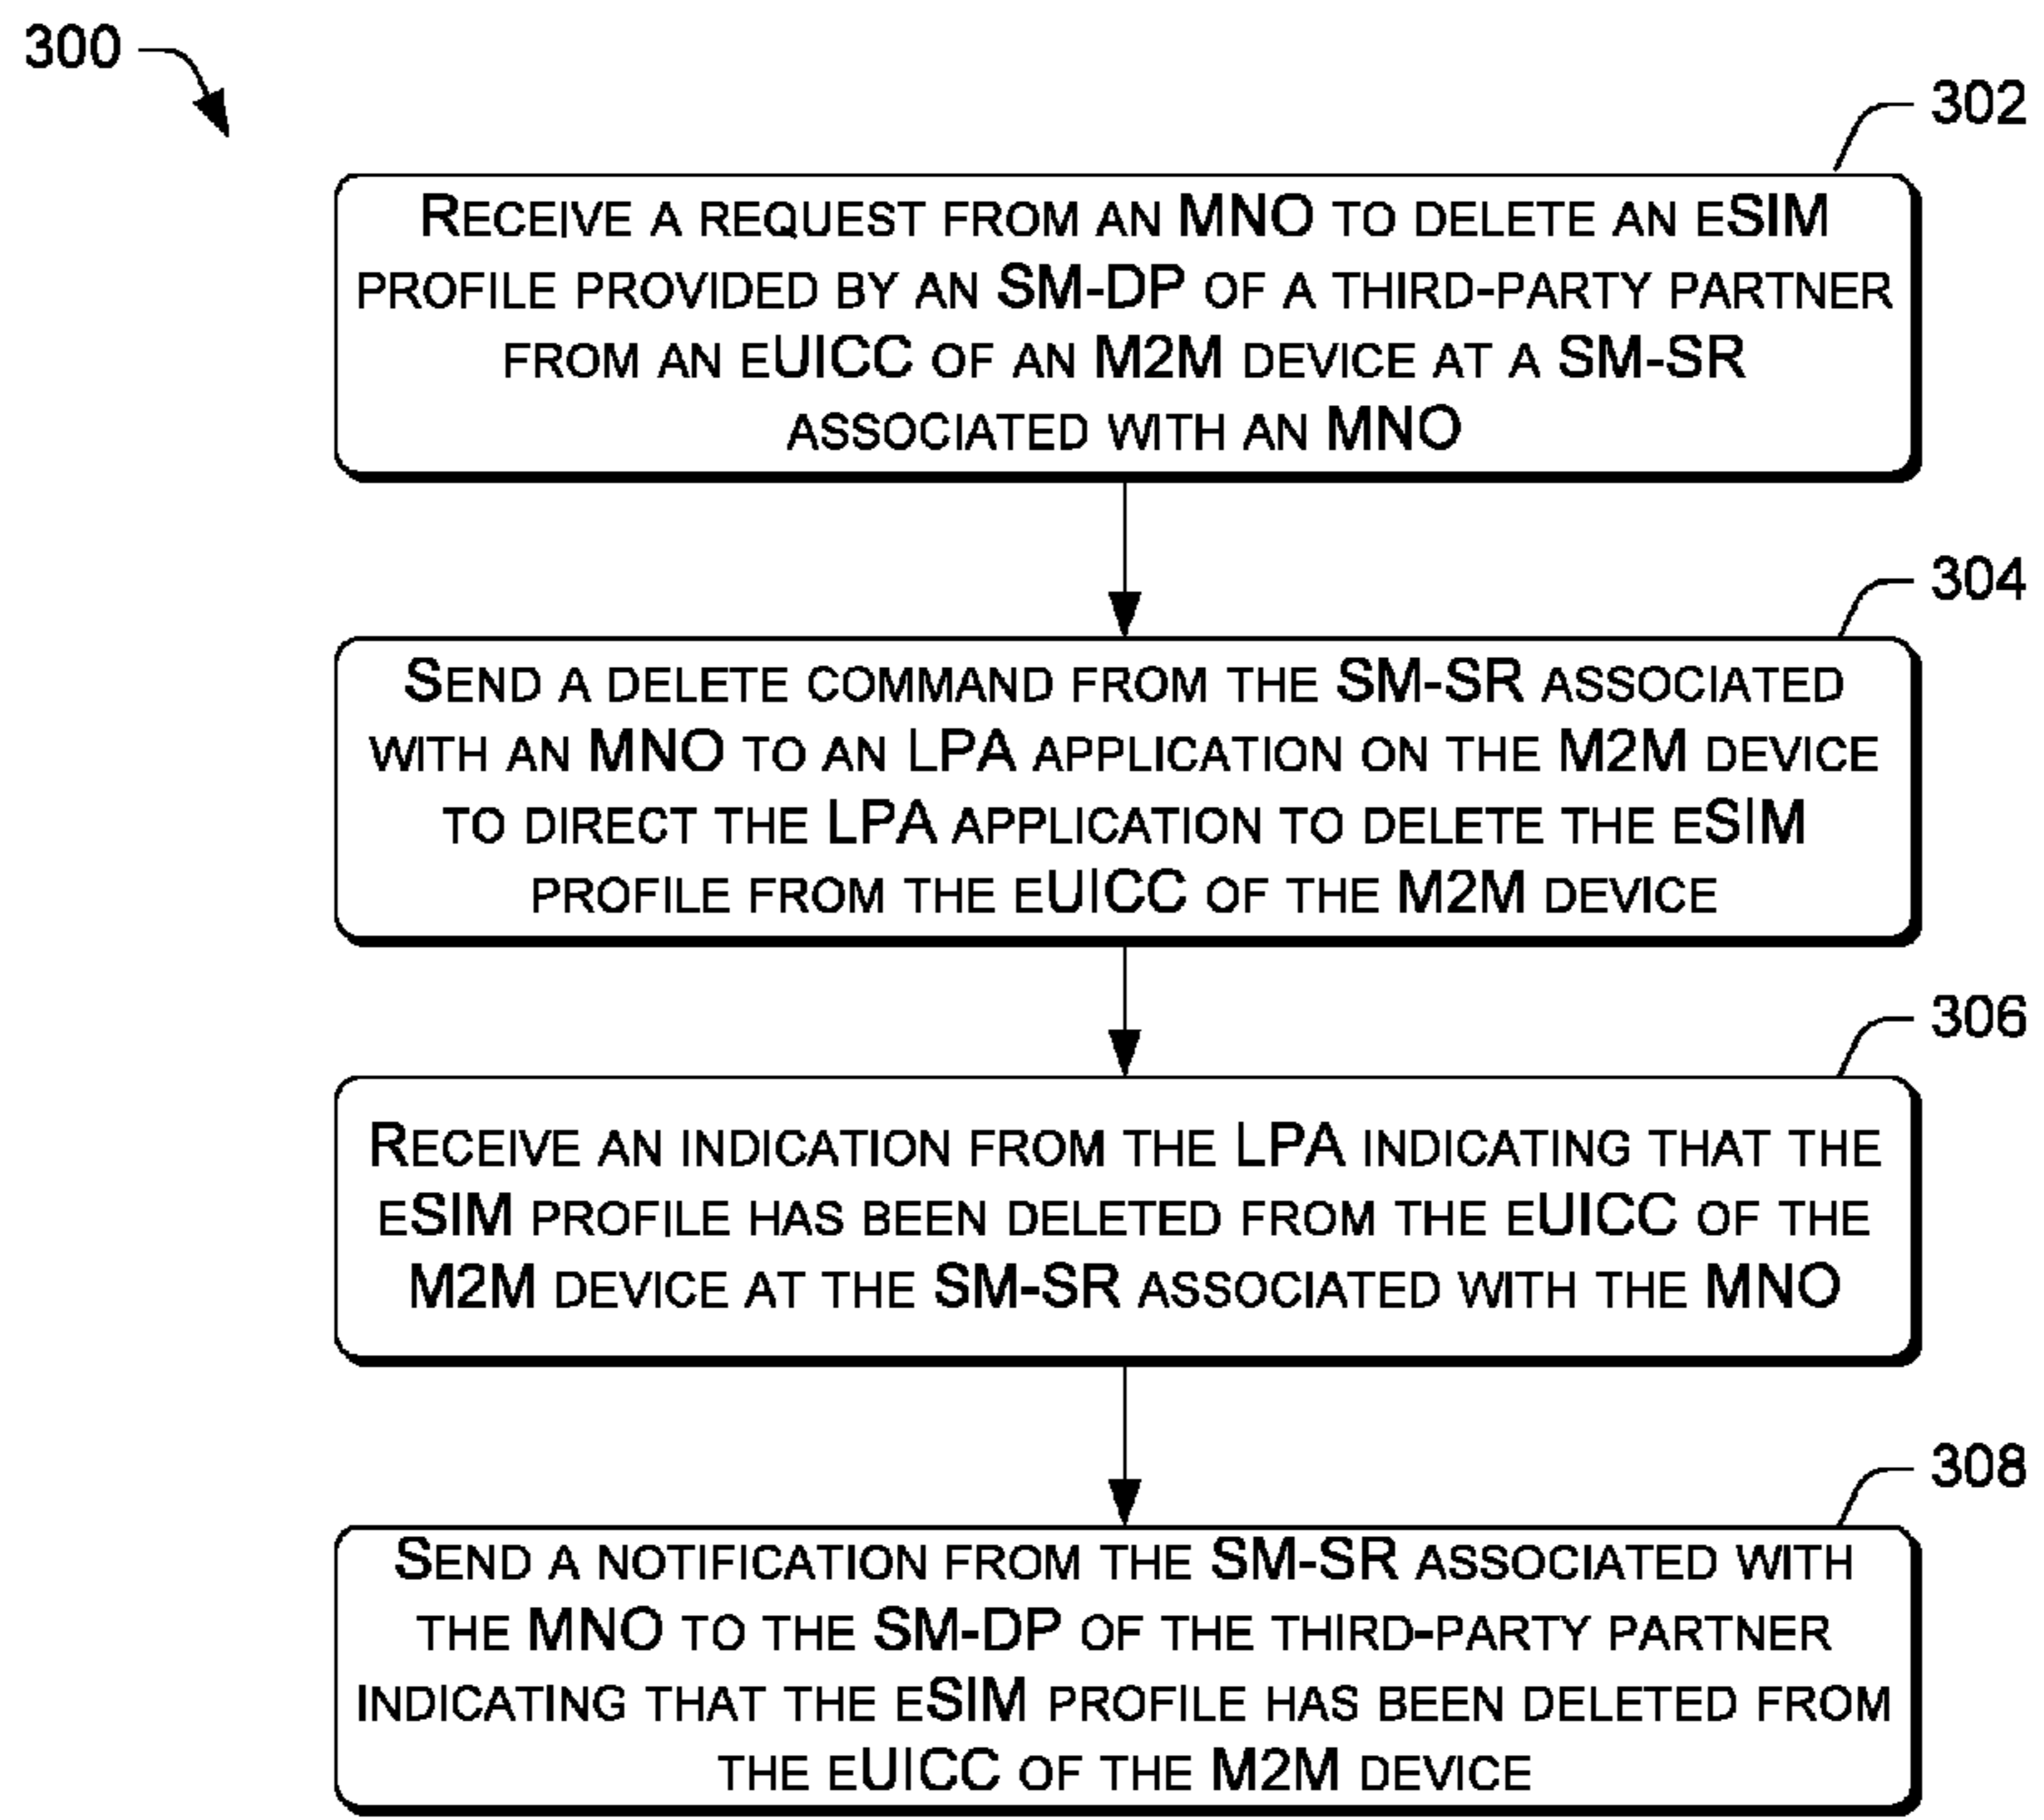 300
302
RECEIVE A REQUEST FROM AN MNO TO DELETE AN ESIM
PROFILE PROVIDED BY AN SM-DP OF A THIRD-PARTY PARTNER
FROM AN EUICC OF AN M2M DEVICE AT A SM-SR
ASSOCIATED WITH AN MNO
304
SEND A DELETE COMMAND FROM THE SM-SR ASSOCIATED
WITH AN MNO TO AN LPA APPLICATION ON THE M2M DEVICE
TO DIRECT THE LPA APPLICATION TO DELETE THE ESIM
PROFILE FROM THE EUICC OF THE M2M DEVICE
306
RECEIVE AN INDICATION FROM THE LPA INDICATING THAT THE
ESIM PROFILE HAS BEEN DELETED FROM THE EUICC OF THE
M2M DEVICE AT THE SM-SR ASSOCIATED WITH THE MNO
308
SEND A NOTIFICATION FROM THE SM-SR ASSOCIATED WITH
THE MNO TO THE SM-DP OF THE THIRD-PARTY PARTNER
INDICATING THAT THE ESIM PROFILE HAS BEEN DELETED FROM
THE EUICC OF THE M2M DEVICE